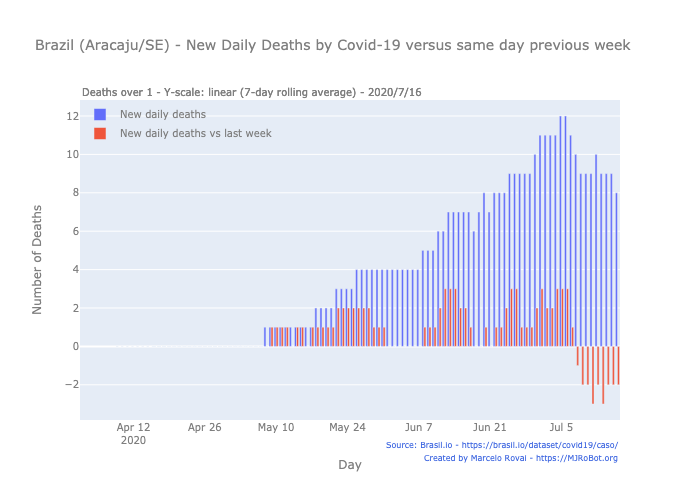 Brazil (Aracaju/SE) - New Daily Deaths by Covid-19 versus same day previous week
Deaths over 1 - Y-scale: linear (7-day rolling average) - 2020/7/16
New daily deaths
New daily deaths vs last week
12
10
8
6
4
2
0
−2
Number of Deaths
Apr 12 Apr 26 May 10 May 24 Jun 7 Jun 21 Jul 5
2020
Day
Source: Brasil.io - https://brasil.io/dataset/covid19/caso/
Created by Marcelo Rovai - https://MJRoBot.org